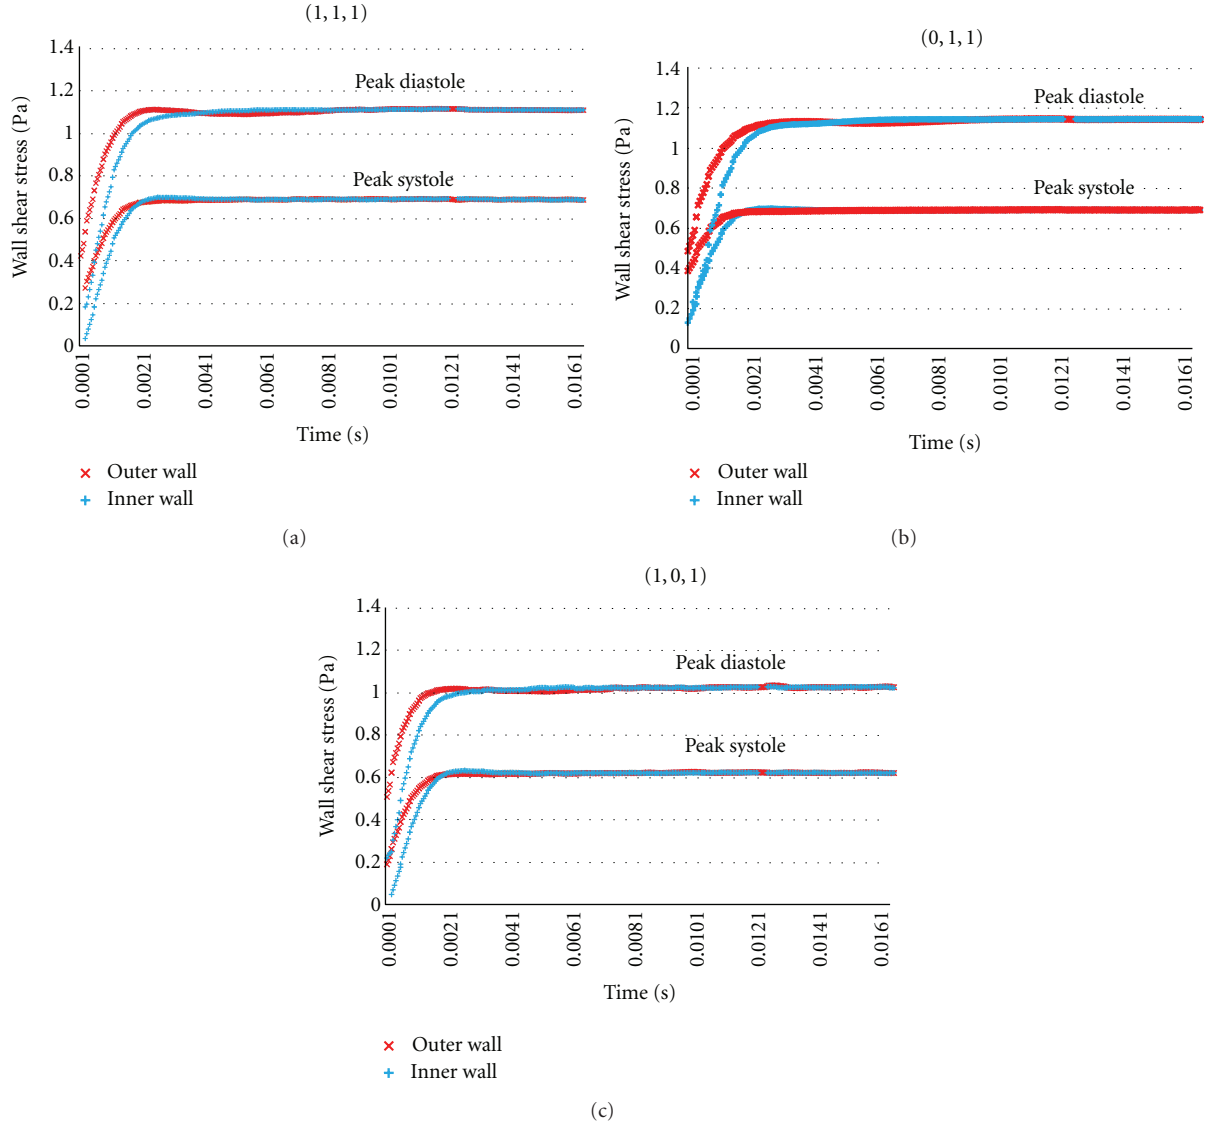 (1, 1, 1)
Wall shear stress (Pa)
1.4
1.2
1
0.8
0.6
0.4
0.2
0
Peak diastole
Peak systole
0.0001
0.0021
0.0041
0.0061
0.0081
0.0101
0.0121
0.0141
0.0161
Time (s)
Outer wall
Inner wall
(a)
(0, 1, 1)
Wall shear stress (Pa)
1.4
1.2
1
0.8
0.6
0.4
0.2
0
Peak diastole
Peak systole
0.0001
0.0021
0.0041
0.0061
0.0081
0.0101
0.0121
0.0141
0.0161
Time (s)
Outer wall
Inner wall
(b)
(1, 0, 1)
Wall shear stress (Pa)
1.4
1.2
1
0.8
0.6
0.4
0.2
0
Peak diastole
Peak systole
0.0001
0.0021
0.0041
0.0061
0.0081
0.0101
0.0121
0.0141
0.0161
Time (s)
Outer wall
Inner wall
(c)